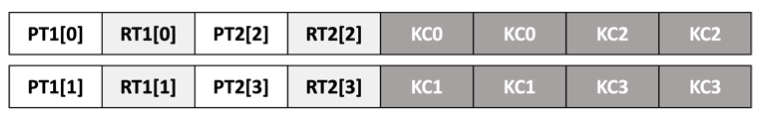 PT1[0] RT1[0] PT2[2] RT2[2] KC0 KC0 KC2 KC2
PT1[1] RT1[1] PT2[3] RT2[3] KC1 KC1 KC3 KC3